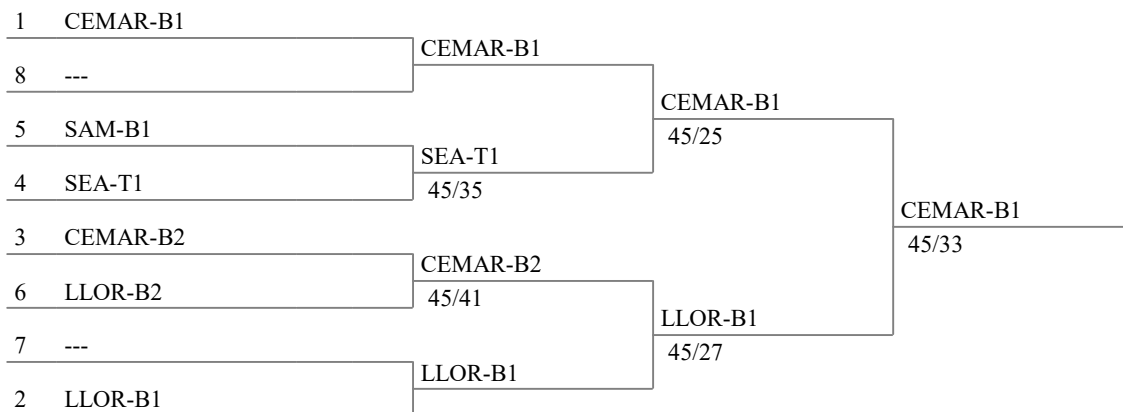 1 CEMAR-B1
CEMAR-B1
8 ---
CEMAR-B1
45/25
5 SAM-B1
SEA-T1
45/35
4 SEA-T1
CEMAR-B1
45/33
3 CEMAR-B2
CEMAR-B2
45/41
6 LLOR-B2
LLOR-B1
45/27
7 ---
LLOR-B1
2 LLOR-B1